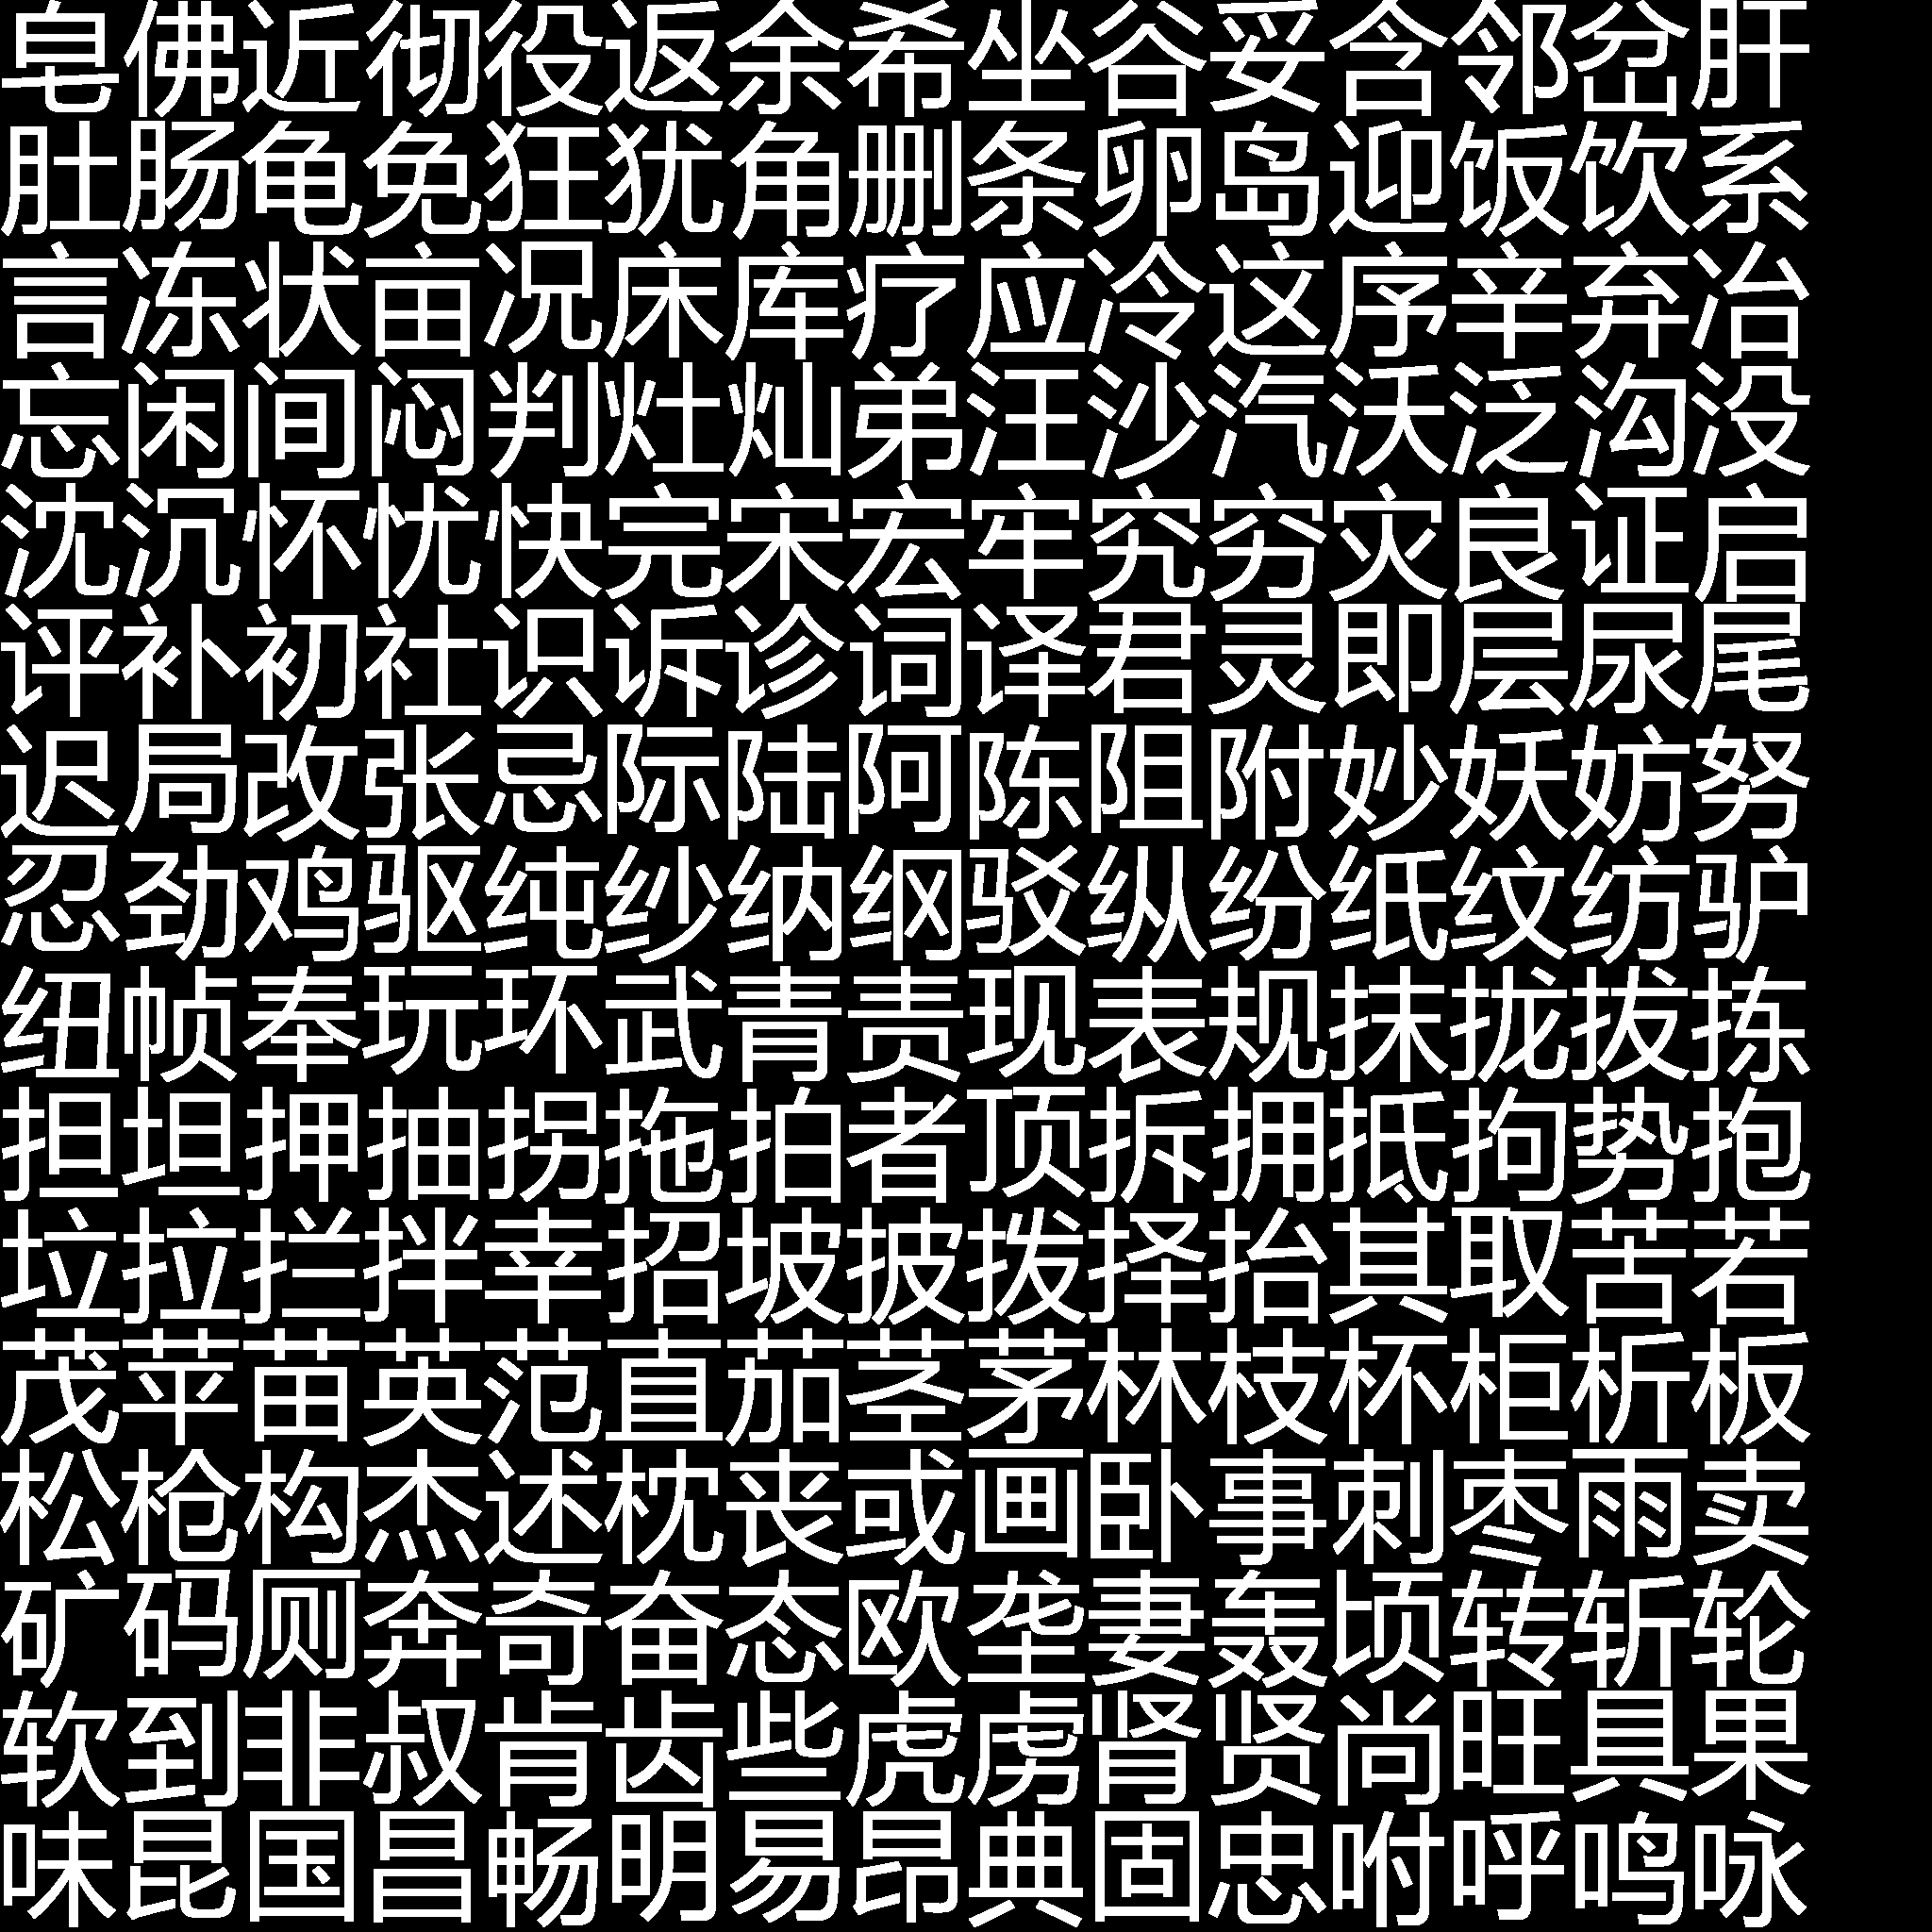 皂佛近彻役返余希坐谷妥含邻岔肝
肚肠龟免狂犹角删条卵岛迎饭饮系
言冻状亩况床库疗应冷这序辛弃冶
忘闲间闷判灶灿弟汪沙汽沃泛沟没
沈沉怀忧快完宋宏牢究穷灾良证启
评补初社识诉诊词译君灵即层尿尾
迟局改张忌际陆阿陈阻附妙妖妨努
忍劲鸡驱纯纱纳纲驳纵纷纸纹纺驴
纽帧奉玩环武青责现表规抹拢拔拣
担坦押抽拐拖拍者顶拆拥抵拘势抱
垃拉拦拌幸招坡披拨择抬其取苦若
茂苹苗英范直茄茎茅林枝杯柜析板
松枪构杰述枕丧或画卧事刺枣雨卖
矿码厕奔奇奋态欧垄妻轰顷转斩轮
软到非叔肯齿些虎虏肾贤尚旺具果
味昆国昌畅明易昂典固忠咐呼鸣咏